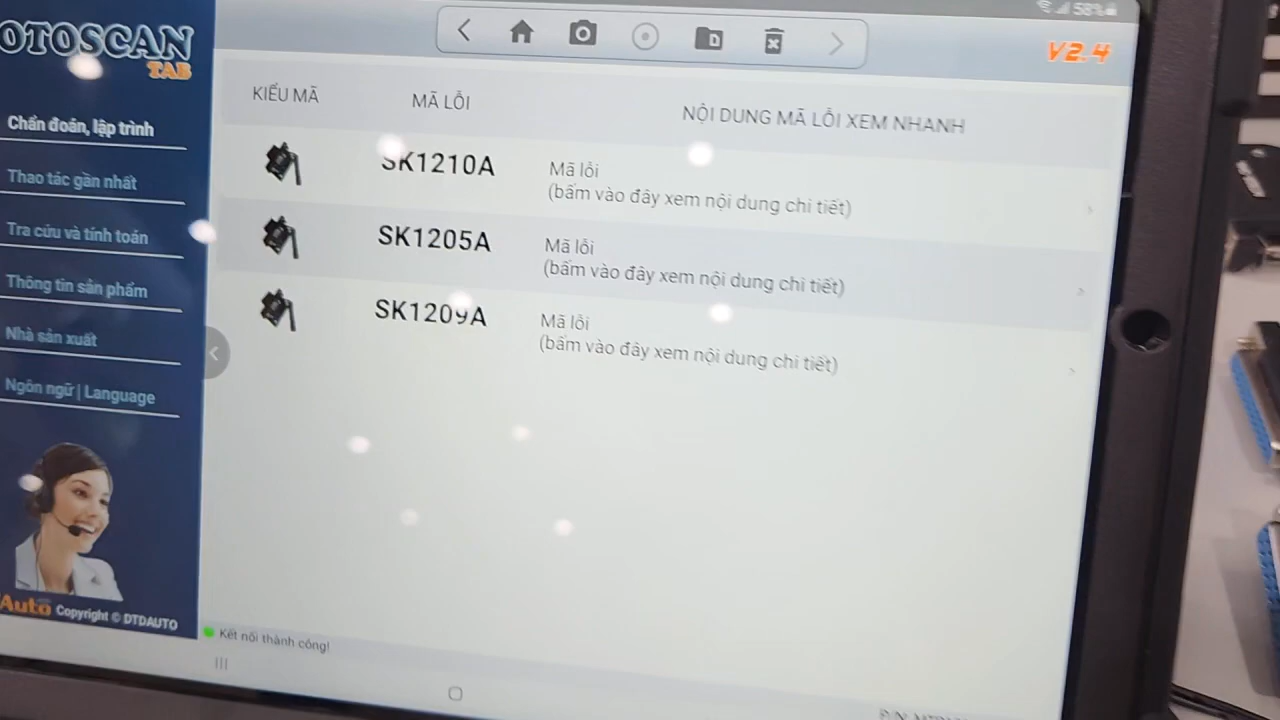 58%
OTOSCAN
TAB
V2.4
Chẩn đoán, lập trình
Thao tác gần nhất
Tra cứu và tính toán
Thông tin sản phẩm
Nhà sản xuất
Ngôn ngữ | Language
KIỂU MÃ MÃ LỖI NỘI DUNG MÃ LỖI XEM NHANH
SK1210A Mã lỗi
(bấm vào đây xem nội dung chi tiết)
SK1205A Mã lỗi
(bấm vào đây xem nội dung chi tiết)
SK1209A Mã lỗi
(bấm vào đây xem nội dung chi tiết)
Auto Copyright © DTDAUTO
Kết nối thành công!